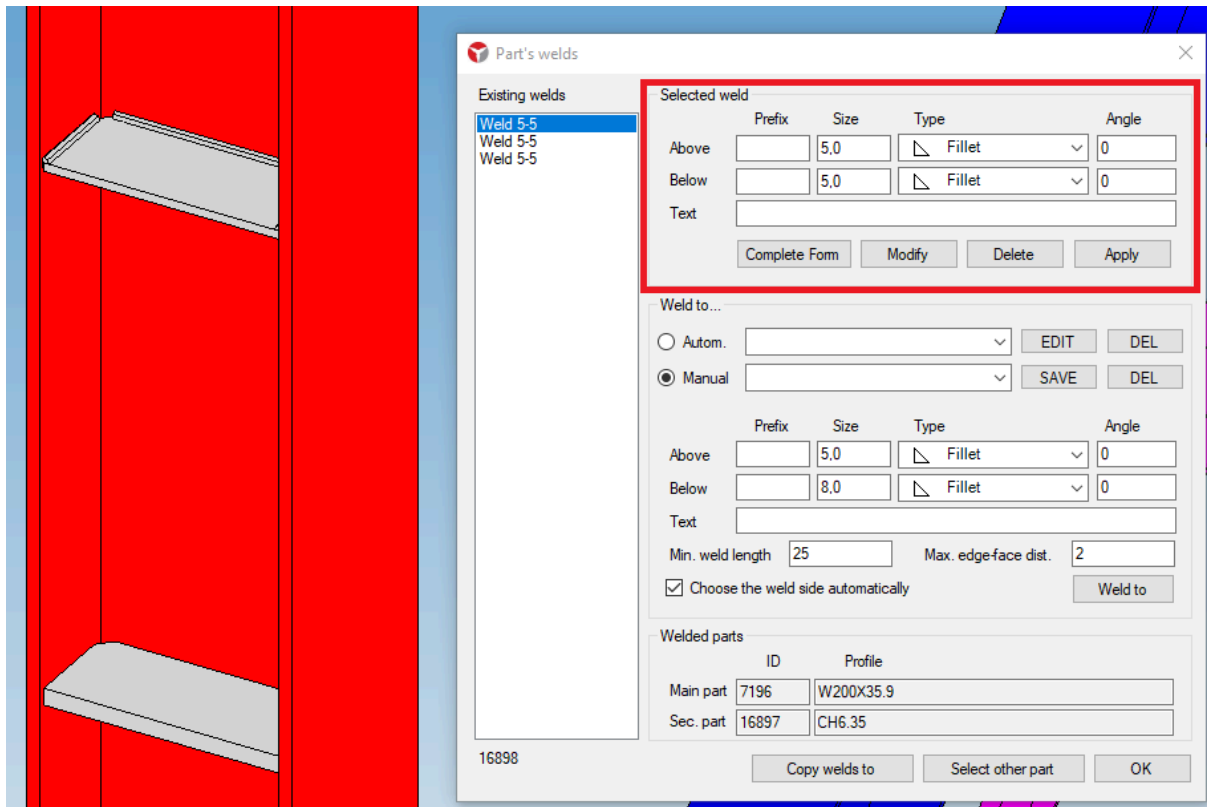 Part's welds
Existing welds
Weld 5-5
Weld 5-5
Weld 5-5
16898
Selected weld
Prefix Size Type Angle
Above 5,0 Fillet 0
Below 5,0 Fillet 0
Text
Complete Form Modify Delete Apply
Weld to...
Autom. EDIT DEL
Manual SAVE DEL
Prefix Size Type Angle
Above 5,0 Fillet 0
Below 8,0 Fillet 0
Text
Min. weld length 25 Max. edge-face dist. 2
Choose the weld side automatically Weld to
Welded parts
ID Profile
Main part 7196 W200X35.9
Sec. part 16897 CH6.35
Copy welds to Select other part OK